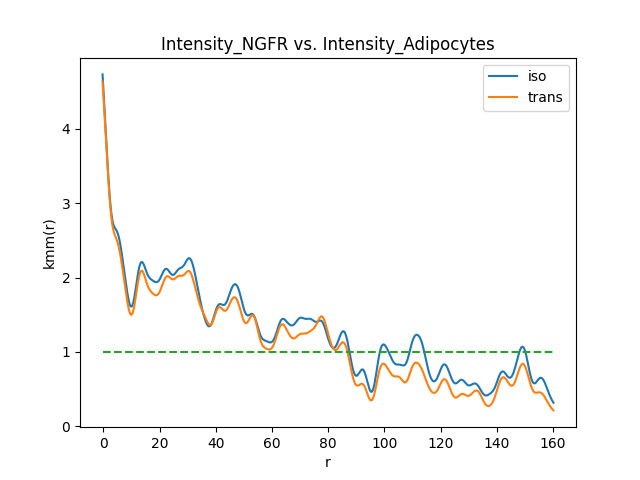 Intensity_NGFR vs. Intensity_Adipocytes
iso
trans
kmm(r)
4
3
2
1
0
0 20 40 60 80 100 120 140 160
r